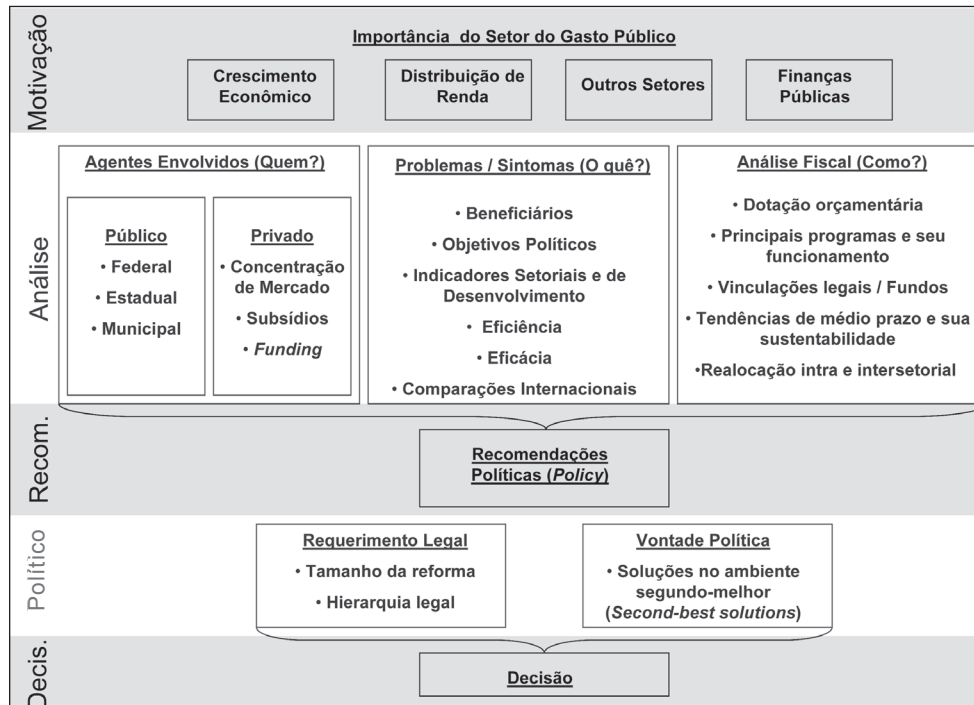 Motivação
Importância do Setor do Gasto Público
Crescimento
Econômico
Distribuição de
Renda
Outros Setores
Finanças
Públicas
Análise
Agentes Envolvidos (Quem?)
Público
• Federal
• Estadual
• Municipal
Privado
• Concentração
de Mercado
• Subsídios
• Funding
Problemas / Sintomas (O quê?)
• Beneficiários
• Objetivos Políticos
• Indicadores Setoriais e de
Desenvolvimento
• Eficiência
• Eficácia
• Comparações Internacionais
Análise Fiscal (Como?)
• Dotação orçamentária
• Principais programas e seu
funcionamento
• Vinculações legais / Fundos
• Tendências de médio prazo e sua
sustentabilidade
•Realocação intra e intersetorial
Recom.
Recomendações
Políticas (Policy)
Político
Requerimento Legal
• Tamanho da reforma
• Hierarquia legal
Vontade Política
• Soluções no ambiente
segundo-melhor
(Second-best solutions)
Decis.
Decisão